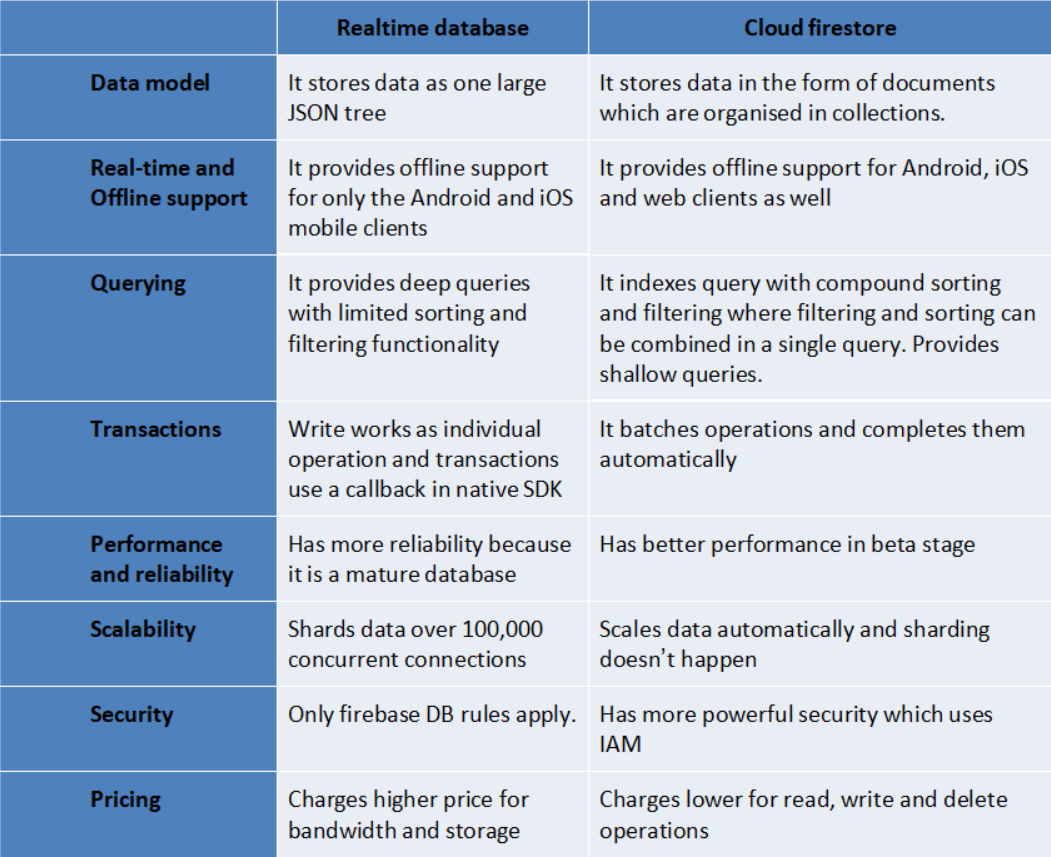 Realtime database
Cloud firestore
Data model
It stores data as one large
JSON tree
It stores data in the form of documents
which are organised in collections.
Real-time and
Offline support
It provides offline support
for only the Android and iOS
mobile clients
It provides offline support for Android, iOS
and web clients as well
Querying
It provides deep queries
with limited sorting and
filtering functionality
It indexes query with compound sorting
and filtering where filtering and sorting can
be combined in a single query. Provides
shallow queries.
Transactions
Write works as individual
operation and transactions
use a callback in native SDK
It batches operations and completes them
automatically
Performance
and reliability
Has more reliability because
it is a mature database
Has better performance in beta stage
Scalability
Shards data over 100,000
concurrent connections
Scales data automatically and sharding
doesn’t happen
Security
Only firebase DB rules apply.
Has more powerful security which uses
IAM
Pricing
Charges higher price for
bandwidth and storage
Charges lower for read, write and delete
operations